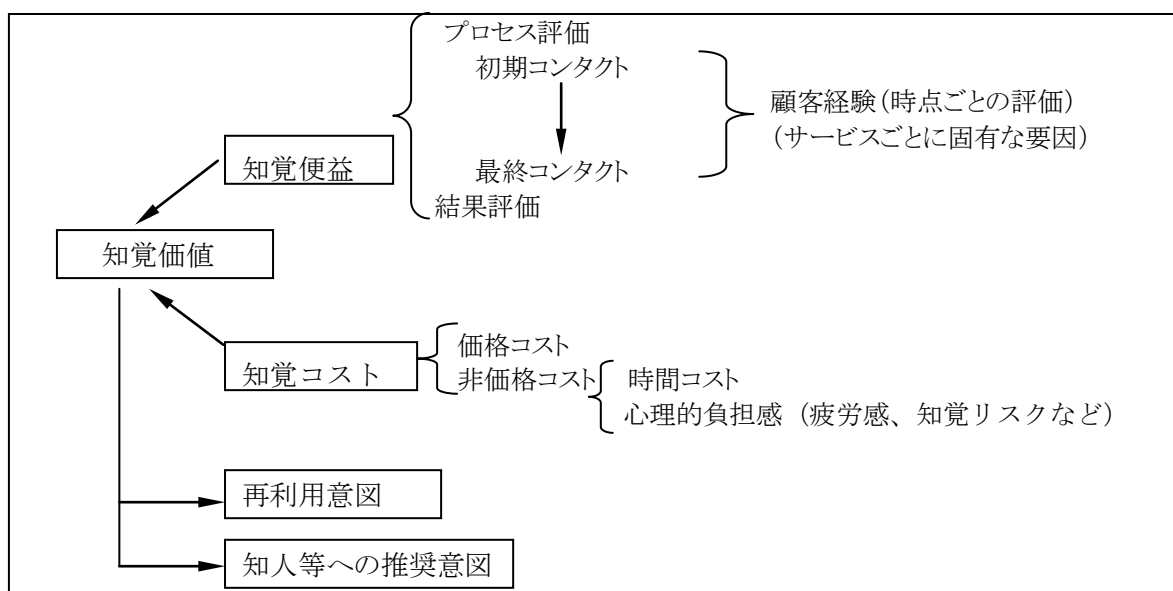 プロセス評価
初期コンタクト
顧客経験（時点ごとの評価）
（サービスごとに固有な要因）
知覚便益
最終コンタクト
結果評価
知覚価値
価格コスト
知覚コスト
非価格コスト
時間コスト
心理的負担感（疲労感、知覚リスクなど）
再利用意図
知人等への推奨意図